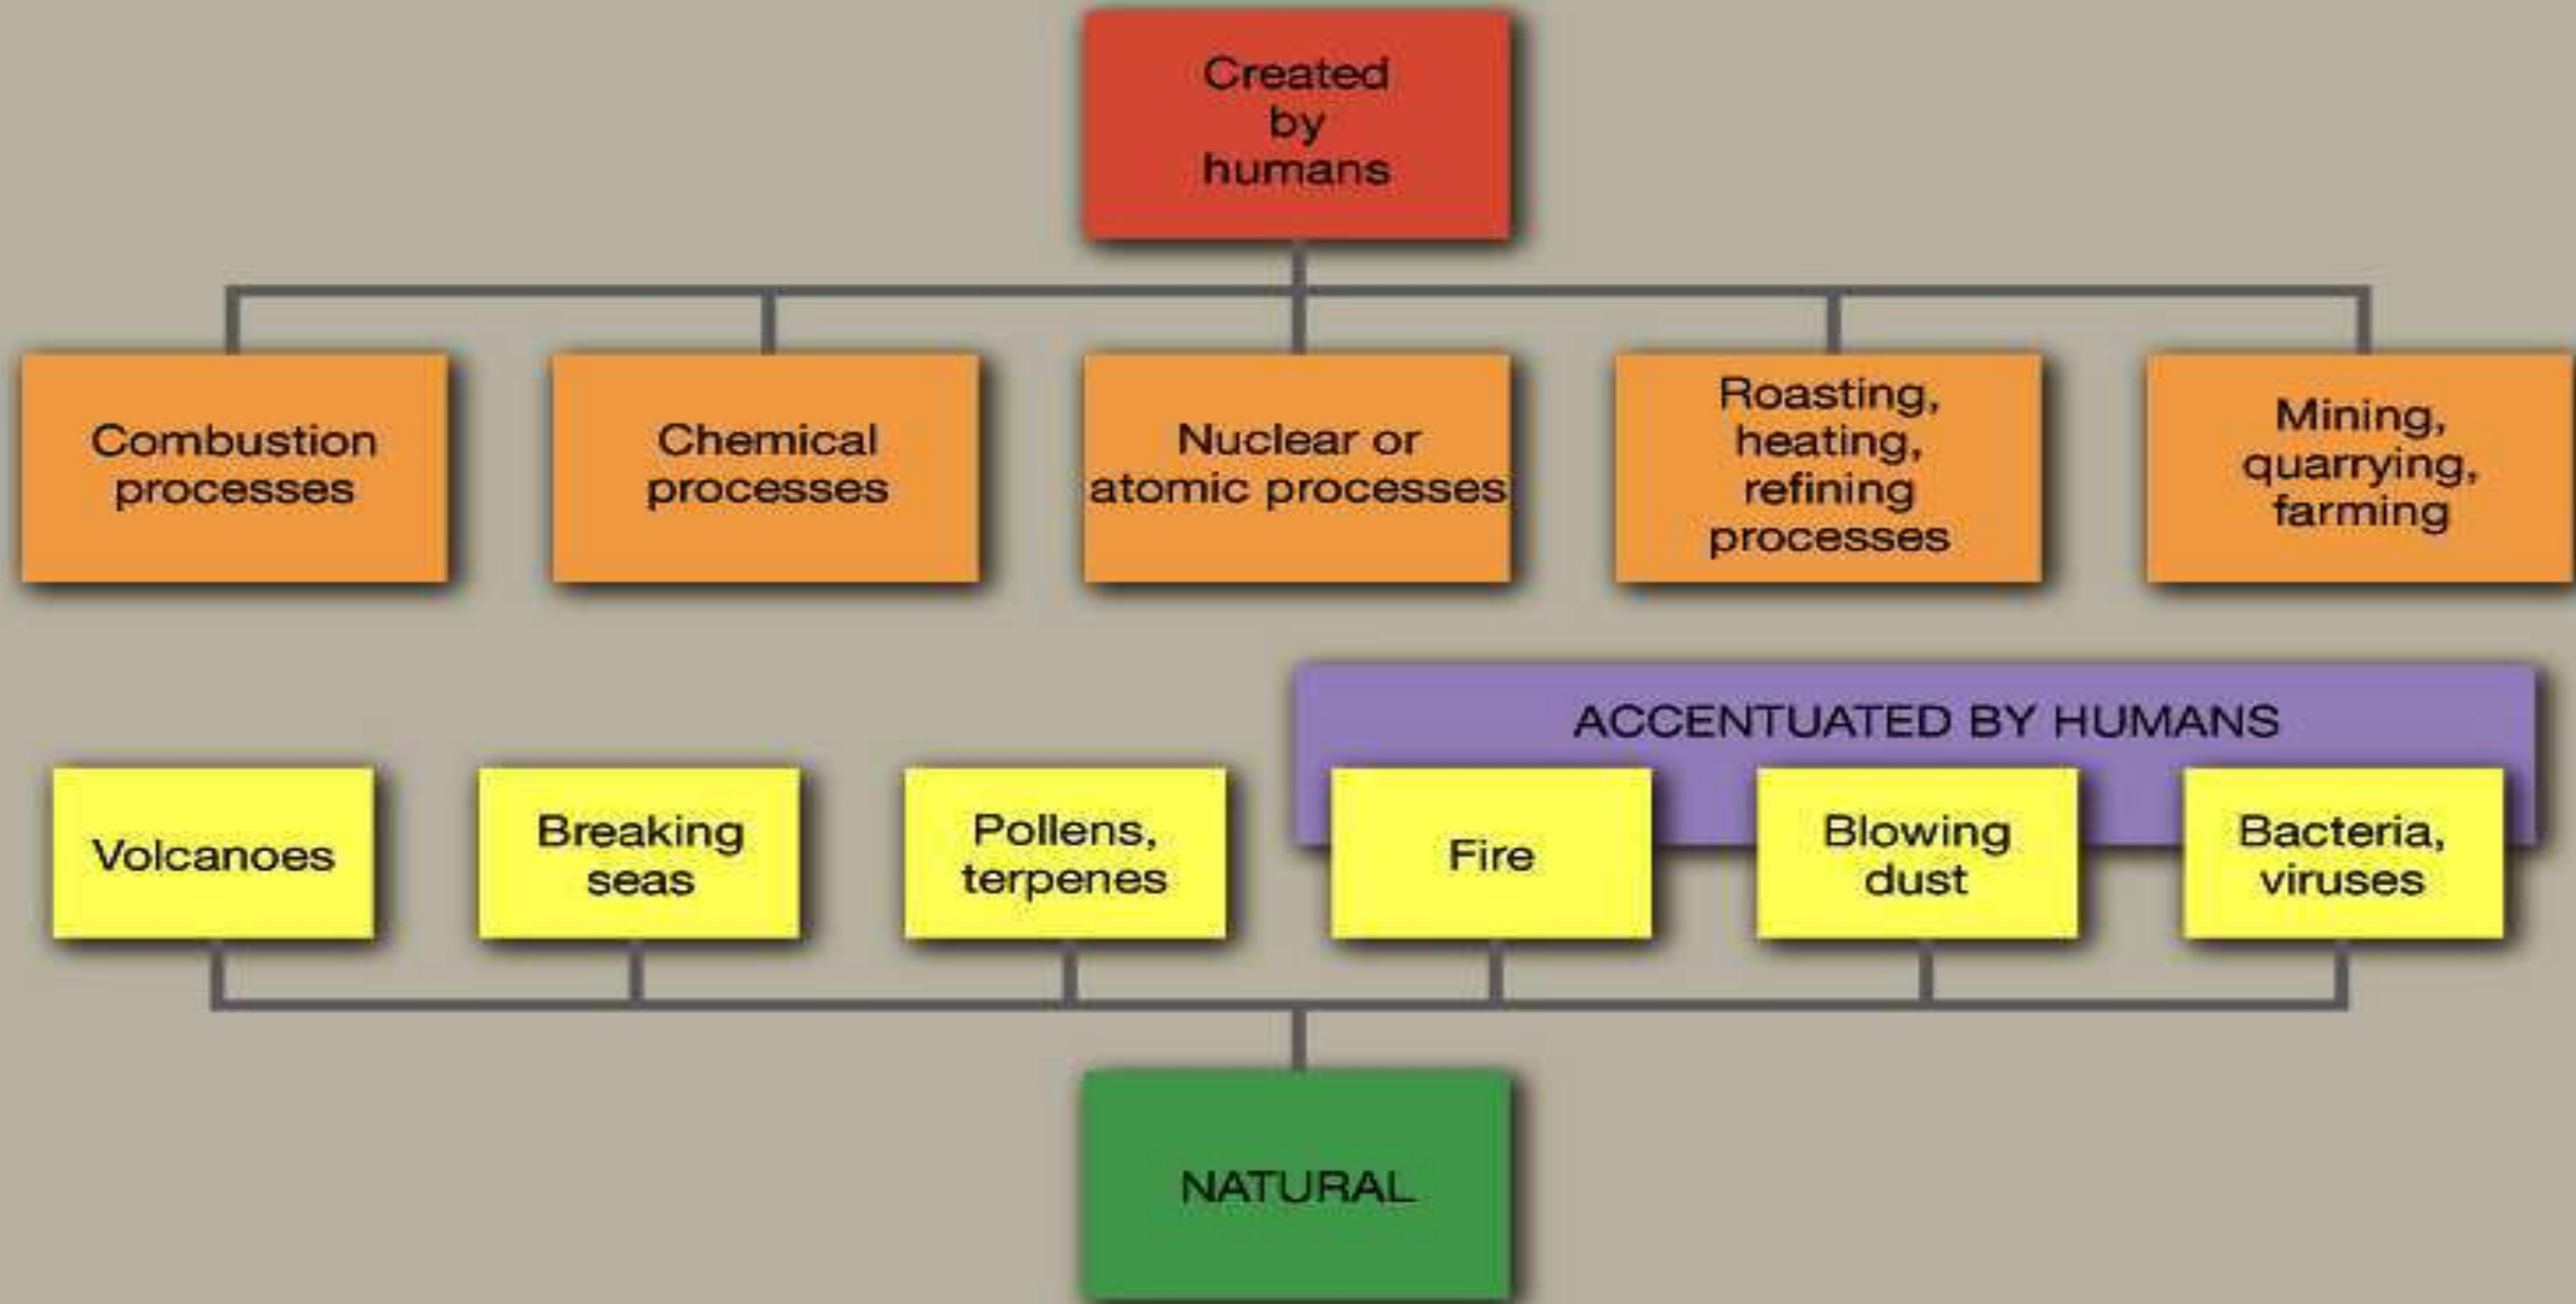 Created
by
humans
Combustion
processes
Chemical
processes
Nuclear or
atomic processes
Roasting,
heating,
refining
processes
Mining,
quarrying,
farming
ACCENTUATED BY HUMANS
Volcanoes
Breaking
seas
Pollens,
terpenes
Fire
Blowing
dust
Bacteria,
viruses
NATURAL